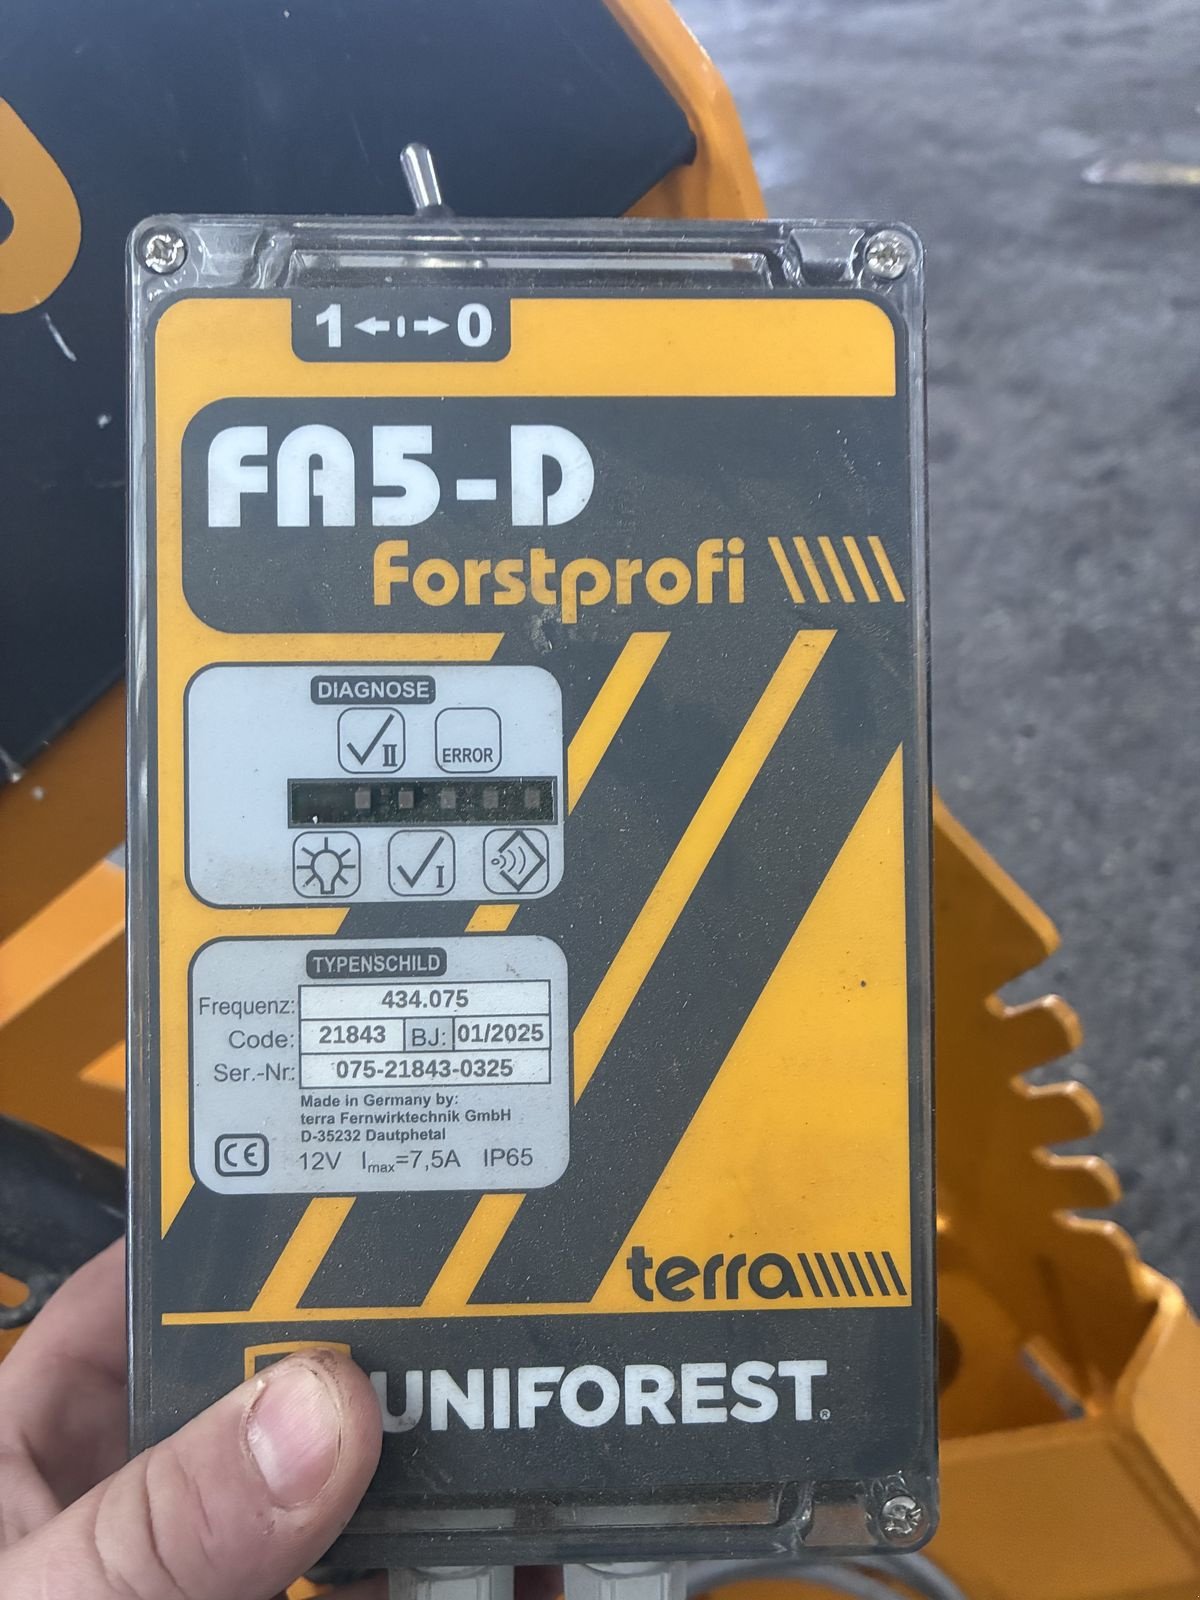 1 ←ı→ 0
FA5-D
forstprofi
DIAGNOSE
II ERROR
I
TYPENSCHILD
Frequenz: 434.075
Code: 21843 BJ: 01/2025
Ser.-Nr: 075-21843-0325
Made in Germany by:
terra Fernwirktechnik GmbH
D-35232 Dautphetal
CE 12V Imax=7,5A IP65
terra
UNIFOREST®